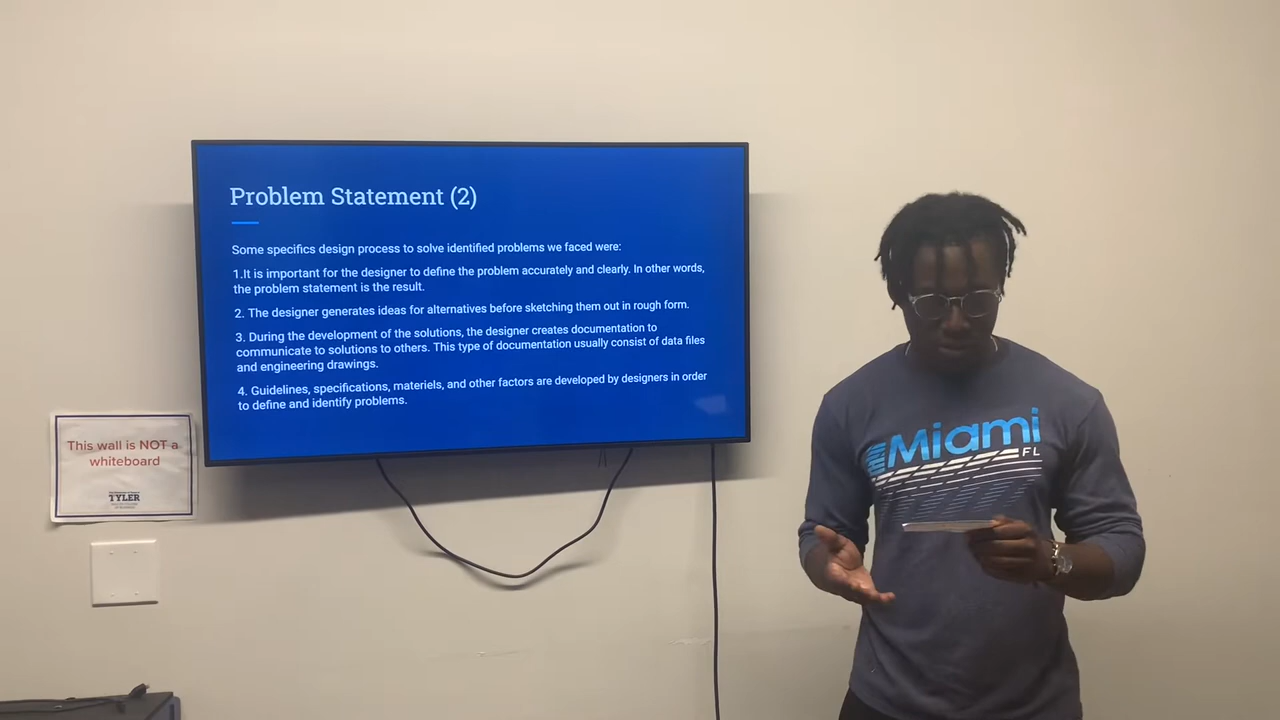 Problem Statement (2)
Some specifics design process to solve identified problems we faced were:
1.It is important for the designer to define the problem accurately and clearly. In other words,
the problem statement is the result.
2. The designer generates ideas for alternatives before sketching them out in rough form.
3. During the development of the solutions, the designer creates documentation to
communicate to solutions to others. This type of documentation usually consist of data files
and engineering drawings.
4. Guidelines, specifications, materiels, and other factors are developed by designers in order
to define and identify problems.
This wall is NOT a
whiteboard
TYLER
Miami
FL